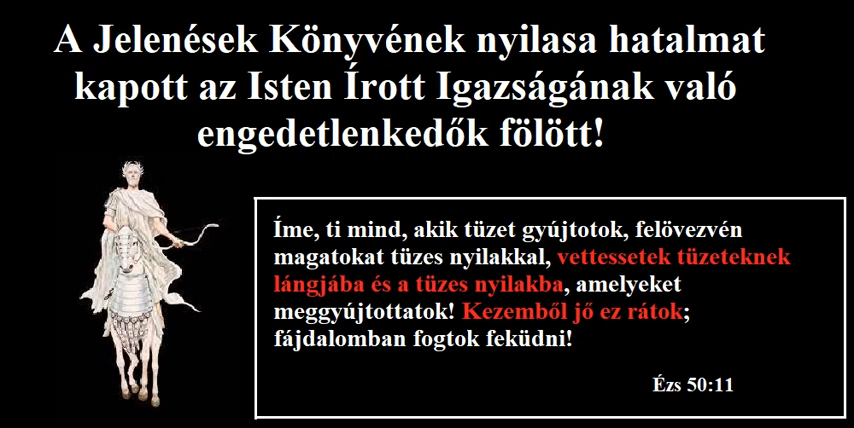 A Jelenések Könyvének nyilasa hatalmat
kapott az Isten Írott Igazságának való
engedetlenkedők fölött!
Íme, ti mind, akik tüzet gyújtotok, felövezvén
magatokat tüzes nyilakkal, vettessetek tüzeteknek
lángjába és a tüzes nyilakba, amelyeket
meggyújtottatok! Kezemből jő ez rátok;
fájdalomban fogtok feküdni!
Ézs 50:11